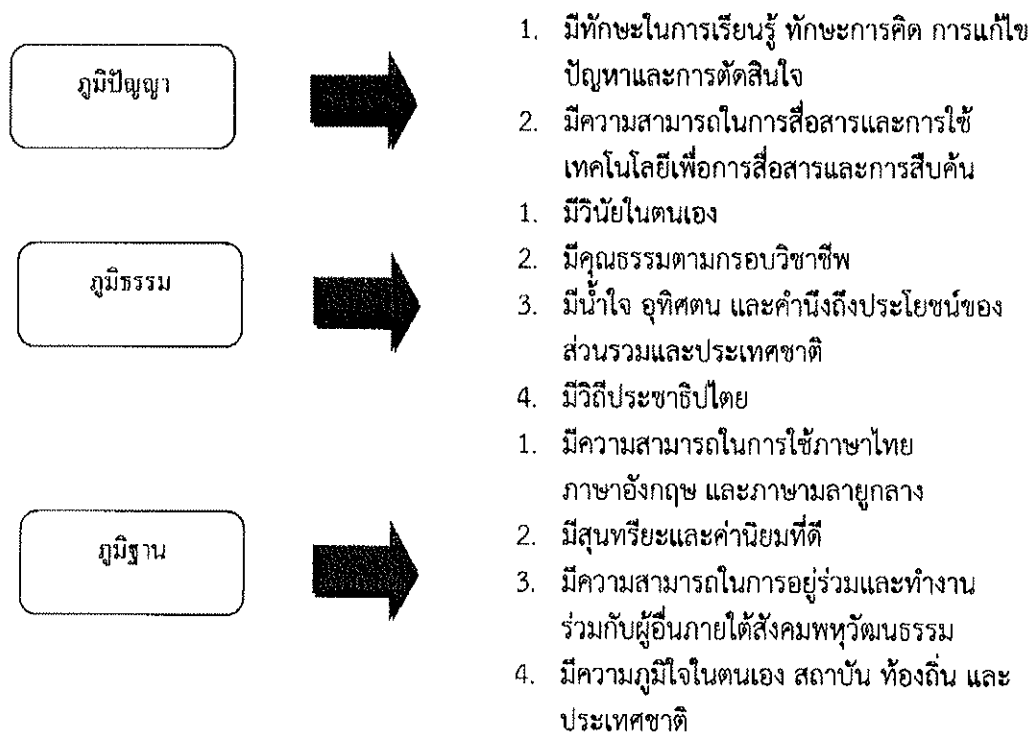 ภูมิปัญญา
1. มีทักษะในการเรียนรู้ ทักษะการคิด การแก้ไข
ปัญหาและการตัดสินใจ
2. มีความสามารถในการสื่อสารและการใช้
เทคโนโลยีเพื่อการสื่อสารและการสืบค้น
ภูมิธรรม
1. มีวินัยในตนเอง
2. มีคุณธรรมตามกรอบวิชาชีพ
3. มีน้ำใจ อุทิศตน และคำนึงถึงประโยชน์ของ
ส่วนรวมและประเทศชาติ
4. มีวิถีประชาธิปไตย
ภูมิฐาน
1. มีความสามารถในการใช้ภาษาไทย
ภาษาอังกฤษ และภาษามลายูกลาง
2. มีสุนทรียะและค่านิยมที่ดี
3. มีความสามารถในการอยู่ร่วมและทำงาน
ร่วมกับผู้อื่นภายใต้สังคมพหุวัฒนธรรม
4. มีความภูมิใจในตนเอง สถาบัน ท้องถิ่น และ
ประเทศชาติ